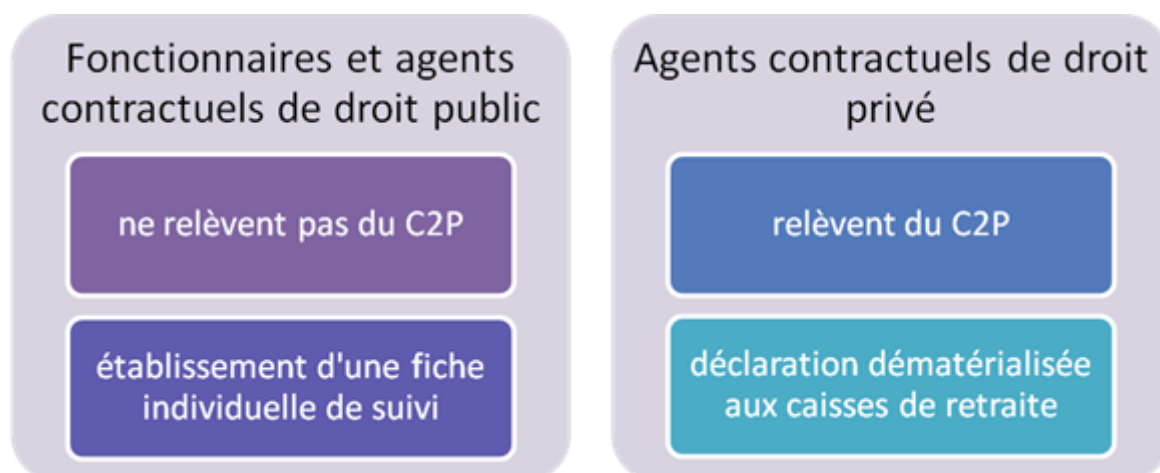 Fonctionnaires et agents
contractuels de droit public
ne relèvent pas du C2P
établissement d'une fiche
individuelle de suivi
Agents contractuels de droit
privé
relèvent du C2P
déclaration dématérialisée
aux caisses de retraite